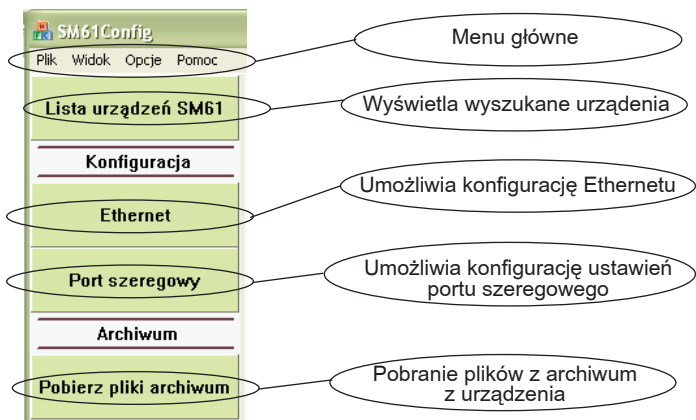 SM61Config
Plik Widok Opcje Pomoc
Menu główne
Lista urządzeń SM61
Wyświetla wyszukane urządenia
Konfiguracja
Ethernet
Umożliwia konfigurację Ethernetu
Port szeregowy
Umożliwia konfigurację ustawień
portu szeregowego
Archiwum
Pobierz pliki archiwum
Pobranie plików z archiwum
z urządzenia